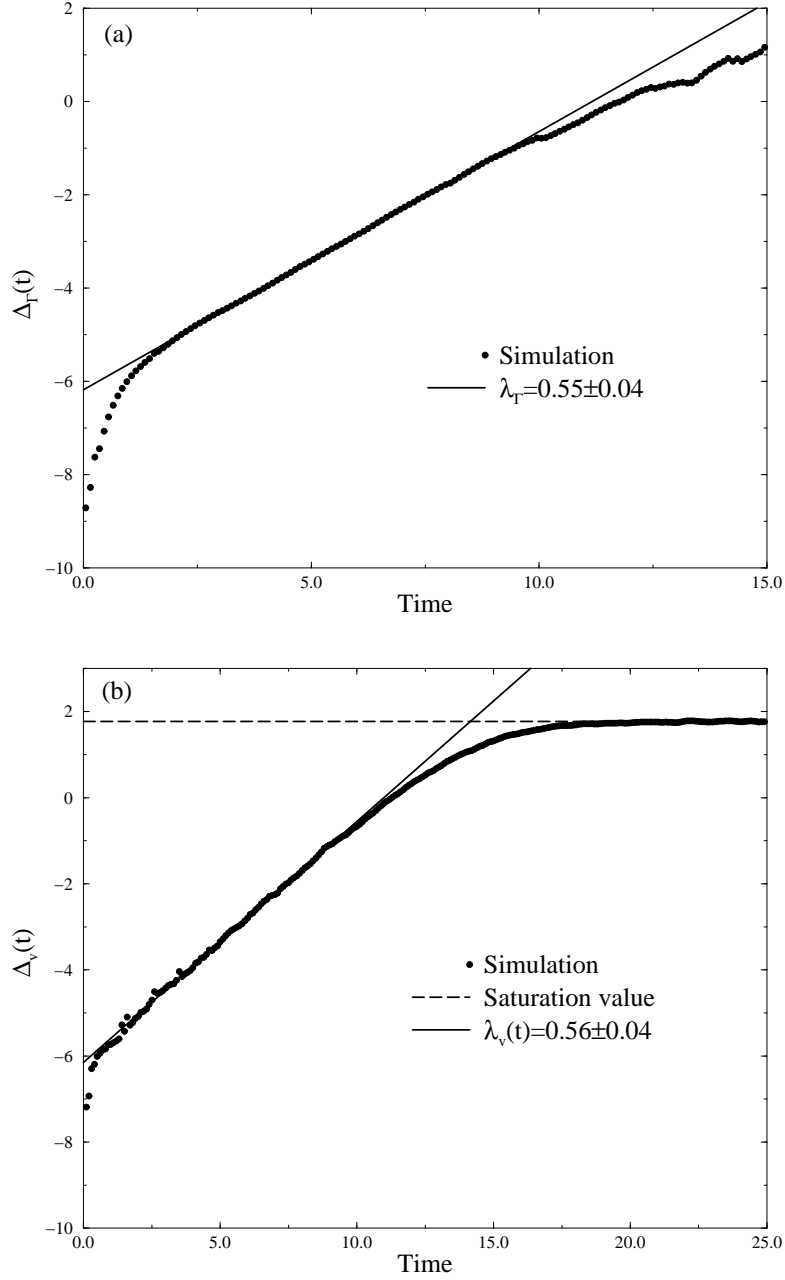 (a)
2
0
−2
−4
−6
−8
−10
Δ_Γ(t)
Simulation
λ_Γ=0.55±0.04
0.0 5.0 10.0 15.0
Time
(b)
2
0
−2
−4
−6
−8
−10
Δ_v(t)
Simulation
Saturation value
λ_v(t)=0.56±0.04
0.0 5.0 10.0 15.0 20.0 25.0
Time